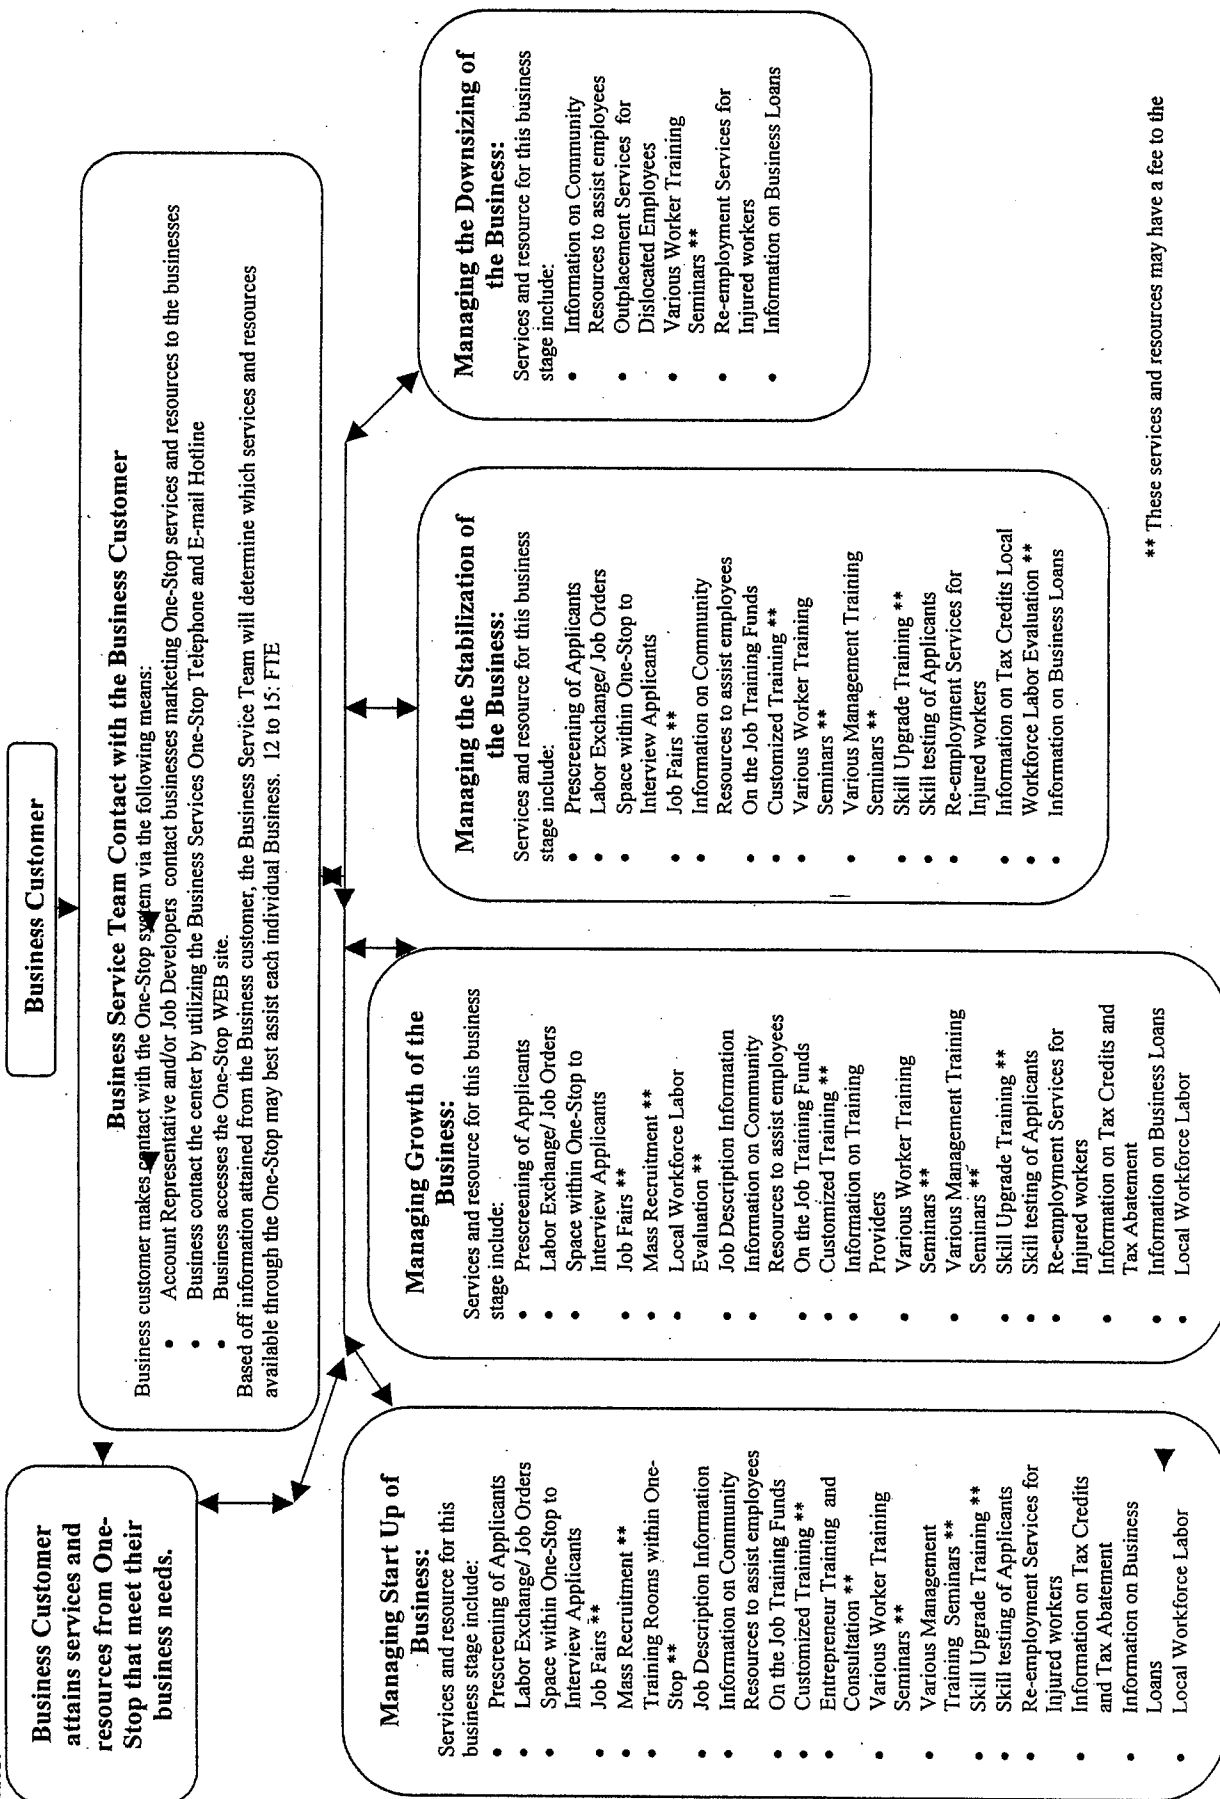 Business Customer
Business Customer
attains services and
resources from One-
Stop that meet their
business needs.
Business Service Team Contact with the Business Customer
Business customer makes contact with the One-Stop system via the following means:
• Account Representative and/or Job Developers contact businesses marketing One-Stop services and resources to the businesses
• Business contact the center by utilizing the Business Services One-Stop Telephone and E-mail Hotline
• Business accesses the One-Stop WEB site.
Based off information attained from the Business customer, the Business Service Team will determine which services and resources
available through the One-Stop may best assist each individual Business. 12 to 15: FTE
Managing Start Up of
Business:
Services and resource for this
business stage include:
• Prescreening of Applicants
• Labor Exchange/ Job Orders
• Space within One-Stop to
Interview Applicants
• Job Fairs **
• Mass Recruitment **
• Training Rooms within One-
Stop **
• Job Description Information
• Information on Community
Resources to assist employees
• On the Job Training Funds
• Customized Training **
• Entrepreneur Training and
Consultation **
• Various Worker Training
Seminars **
• Various Management
Training Seminars **
• Skill Upgrade Training **
• Skill testing of Applicants
• Re-employment Services for
Injured workers
• Information on Tax Credits
and Tax Abatement
• Information on Business
Loans
• Local Workforce Labor
Managing Growth of the
Business:
Services and resource for this business
stage include:
• Prescreening of Applicants
• Labor Exchange/ Job Orders
• Space within One-Stop to
Interview Applicants
• Job Fairs **
• Mass Recruitment **
• Local Workforce Labor
Evaluation **
• Job Description Information
• Information on Community
Resources to assist employees
• On the Job Training Funds
• Customized Training **
• Information on Training
Providers
• Various Worker Training
Seminars **
• Various Management Training
Seminars **
• Skill Upgrade Training **
• Skill testing of Applicants
• Re-employment Services for
Injured workers
• Information on Tax Credits and
Tax Abatement
• Information on Business Loans
• Local Workforce Labor
Managing the Stabilization of
the Business:
Services and resource for this business
stage include:
• Prescreening of Applicants
• Labor Exchange/ Job Orders
• Space within One-Stop to
Interview Applicants
• Job Fairs **
• Information on Community
Resources to assist employees
• On the Job Training Funds
• Customized Training **
• Various Worker Training
Seminars **
• Various Management Training
Seminars **
• Skill Upgrade Training **
• Skill testing of Applicants
• Re-employment Services for
Injured workers
• Information on Tax Credits Local
• Workforce Labor Evaluation **
• Information on Business Loans
Managing the Downsizing of
the Business:
Services and resource for this business
stage include:
• Information on Community
Resources to assist employees
• Outplacement Services for
Dislocated Employees
• Various Worker Training
Seminars **
• Re-employment Services for
Injured workers
• Information on Business Loans
** These services and resources may have a fee to the